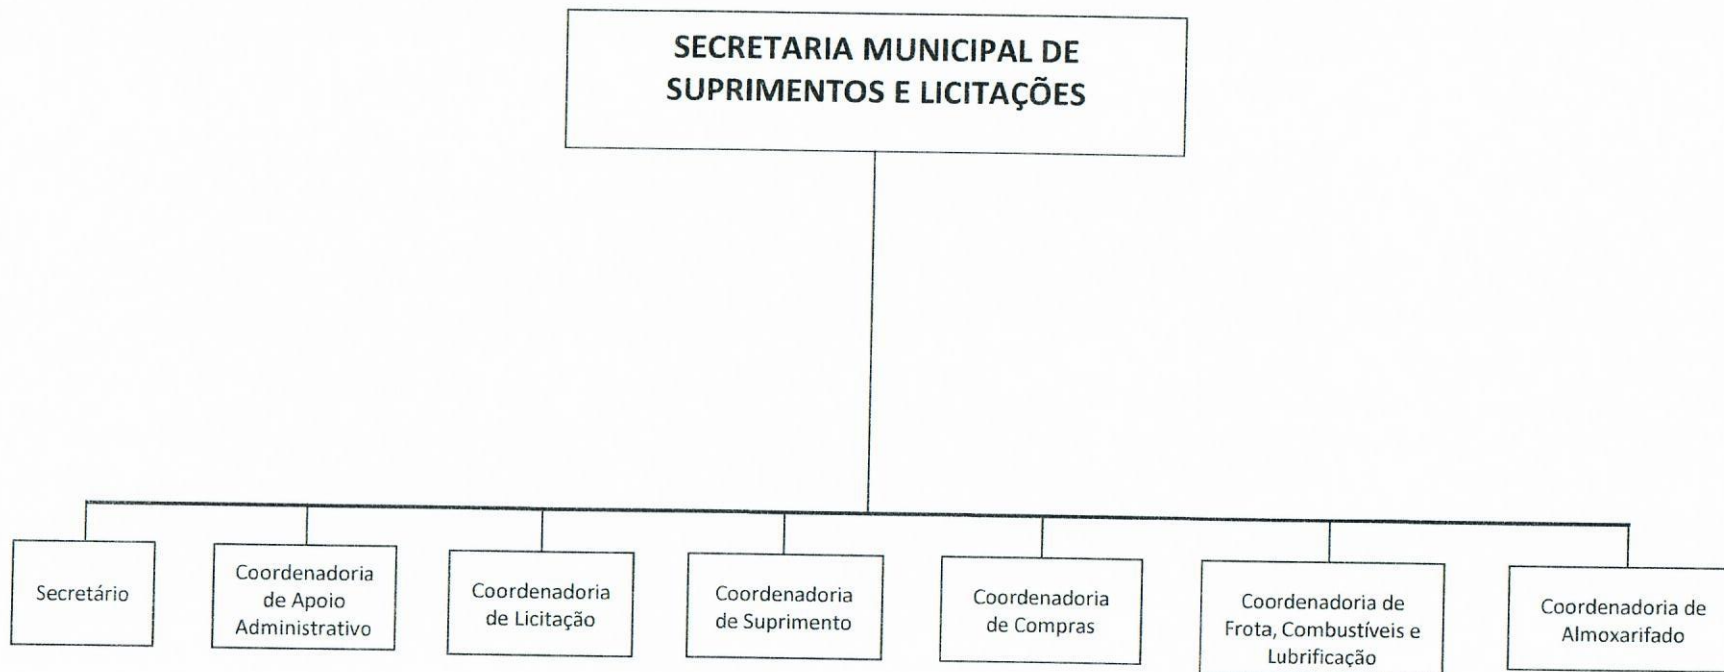 SECRETARIA MUNICIPAL DE
SUPRIMENTOS E LICITAÇÕES
Secretário
Coordenadoria
de Apoio
Administrativo
Coordenadoria
de Licitação
Coordenadoria
de Suprimento
Coordenadoria
de Compras
Coordenadoria de
Frota, Combustíveis e
Lubrificação
Coordenadoria de
Almoxarifado